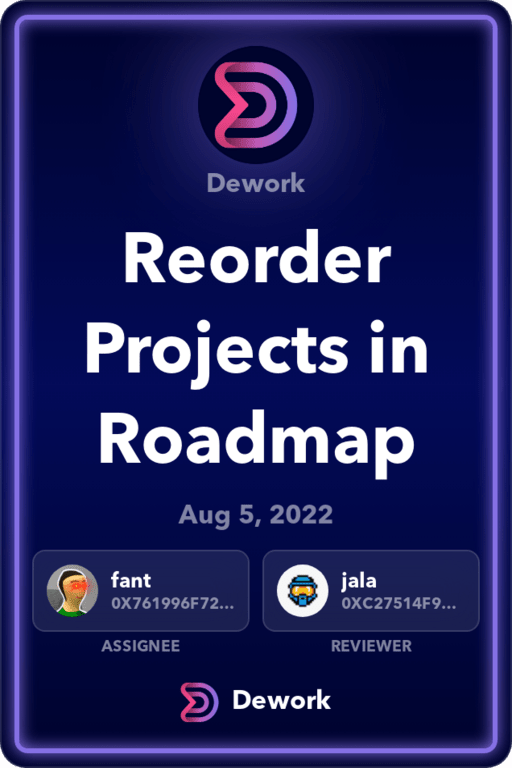 Dework
Reorder
Projects in
Roadmap
Aug 5, 2022
fant
0X761996F72...
ASSIGNEE
jala
0XC27514F9...
REVIEWER
Dework